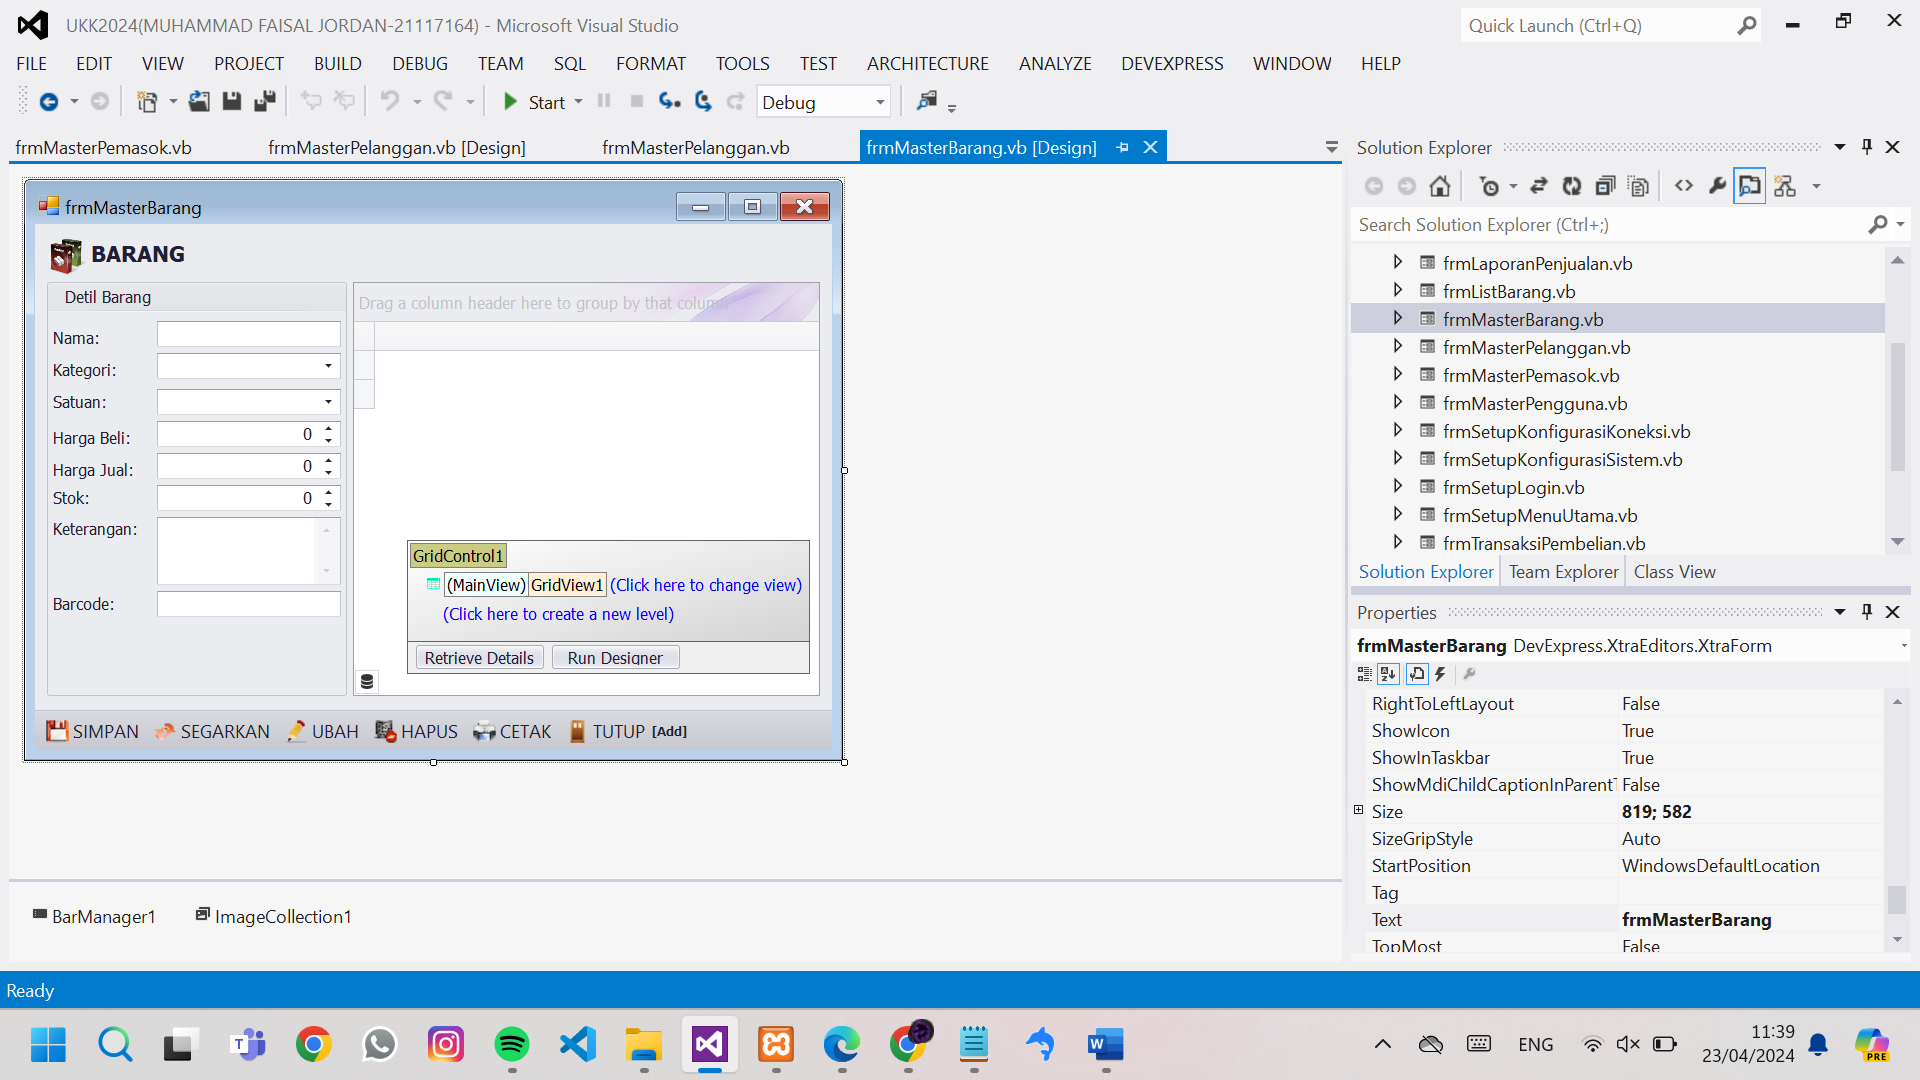 UKK2024(MUHAMMAD FAISAL JORDAN-21117164) - Microsoft Visual Studio
Quick Launch (Ctrl+Q)
FILE EDIT VIEW PROJECT BUILD DEBUG TEAM SQL FORMAT TOOLS TEST ARCHITECTURE ANALYZE DEVEXPRESS WINDOW HELP
Start Debug
frmMasterPemasok.vb frmMasterPelanggan.vb [Design] frmMasterPelanggan.vb frmMasterBarang.vb [Design]
frmMasterBarang
BARANG
Detil Barang
Nama:
Kategori:
Satuan:
Harga Beli: 0
Harga Jual: 0
Stok: 0
Keterangan:
Barcode:
Drag a column header here to group by that column
GridControl1
(MainView) GridView1 (Click here to change view)
(Click here to create a new level)
Retrieve Details Run Designer
SIMPAN SEGARKAN UBAH HAPUS CETAK TUTUP [Add]
BarManager1 ImageCollection1
Solution Explorer
Search Solution Explorer (Ctrl+;)
frmLaporanPenjualan.vb
frmListBarang.vb
frmMasterBarang.vb
frmMasterPelanggan.vb
frmMasterPemasok.vb
frmMasterPengguna.vb
frmSetupKonfigurasiKoneksi.vb
frmSetupKonfigurasiSistem.vb
frmSetupLogin.vb
frmSetupMenuUtama.vb
frmTransaksiPembelian.vb
Solution Explorer Team Explorer Class View
Properties
frmMasterBarang DevExpress.XtraEditors.XtraForm
RightToLeftLayout False
ShowIcon True
ShowInTaskbar True
ShowMdiChildCaptionInParentT False
Size 819; 582
SizeGripStyle Auto
StartPosition WindowsDefaultLocation
Tag
Text frmMasterBarang
TopMost False
Ready
ENG
11:39
23/04/2024
PRE